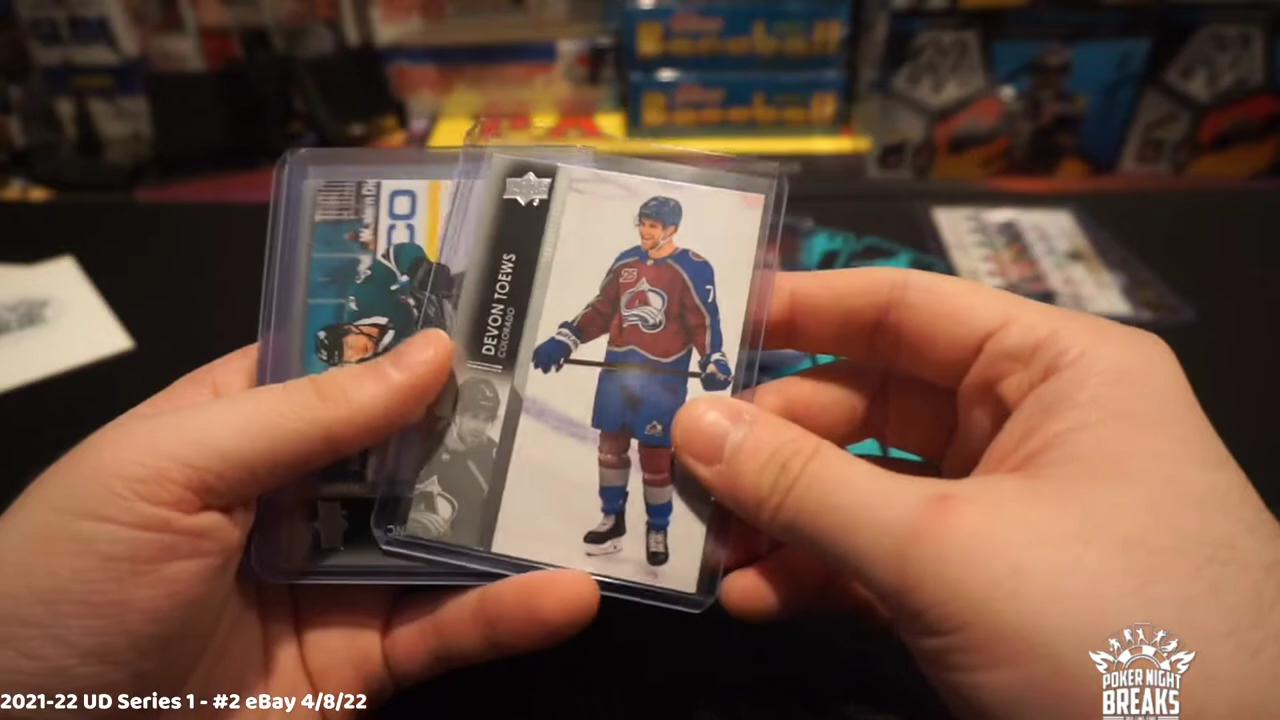 Baseball
Baseball
CO
DEVON TOEWS
COLORADO
25
7
2021-22 UD Series 1 - #2 eBay 4/8/22
POKER NIGHT
BREAKS